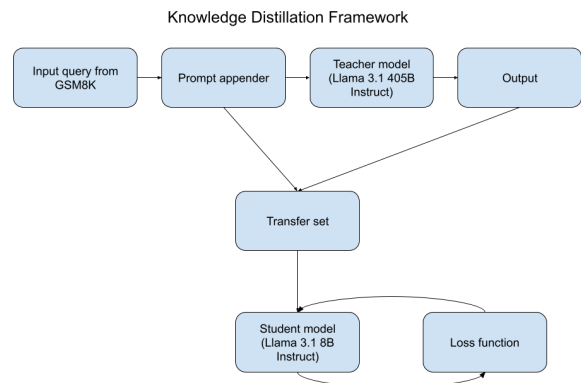 Knowledge Distillation Framework
Input query from
GSM8K
Prompt appender
Teacher model
(Llama 3.1 405B
Instruct)
Output
Transfer set
Student model
(Llama 3.1 8B
Instruct)
Loss function